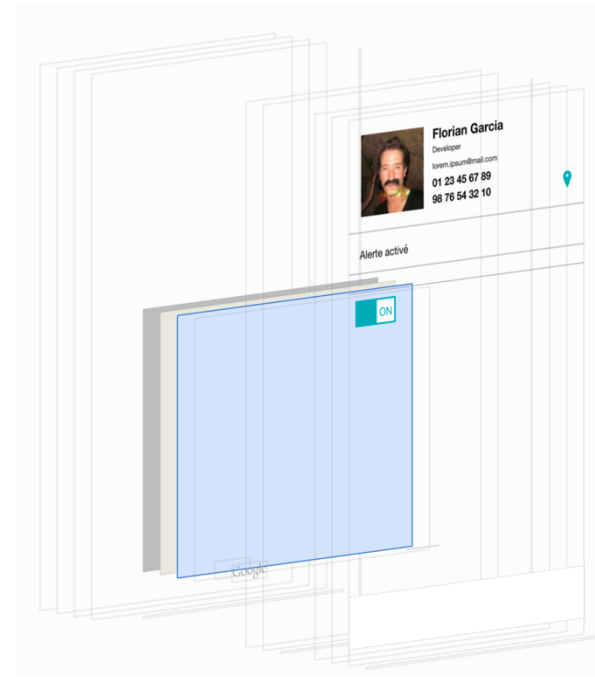 Florian Garcia
Developer
lorem.ipsum@mail.com
01 23 45 67 89
98 76 54 32 10
Alerte activé
ON
Google